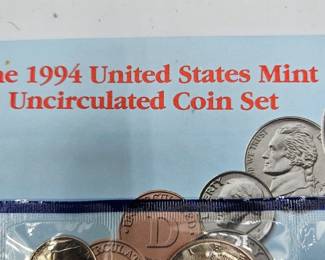 he 1994 United States Mint
Uncirculated Coin Set
D